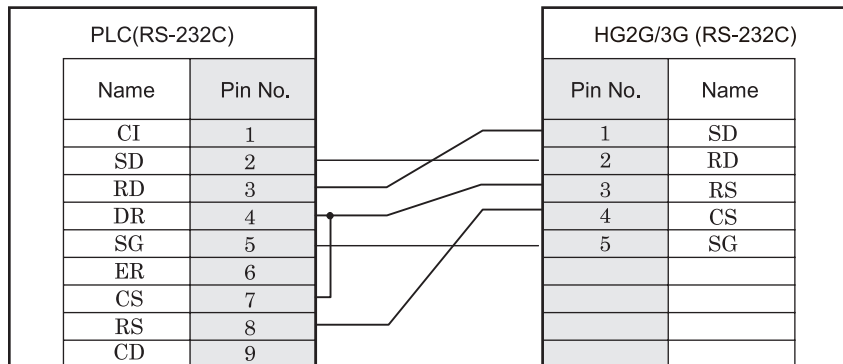 PLC(RS-232C)
Name Pin No.
CI 1
SD 2
RD 3
DR 4
SG 5
ER 6
CS 7
RS 8
CD 9
HG2G/3G (RS-232C)
Pin No. Name
1 SD
2 RD
3 RS
4 CS
5 SG